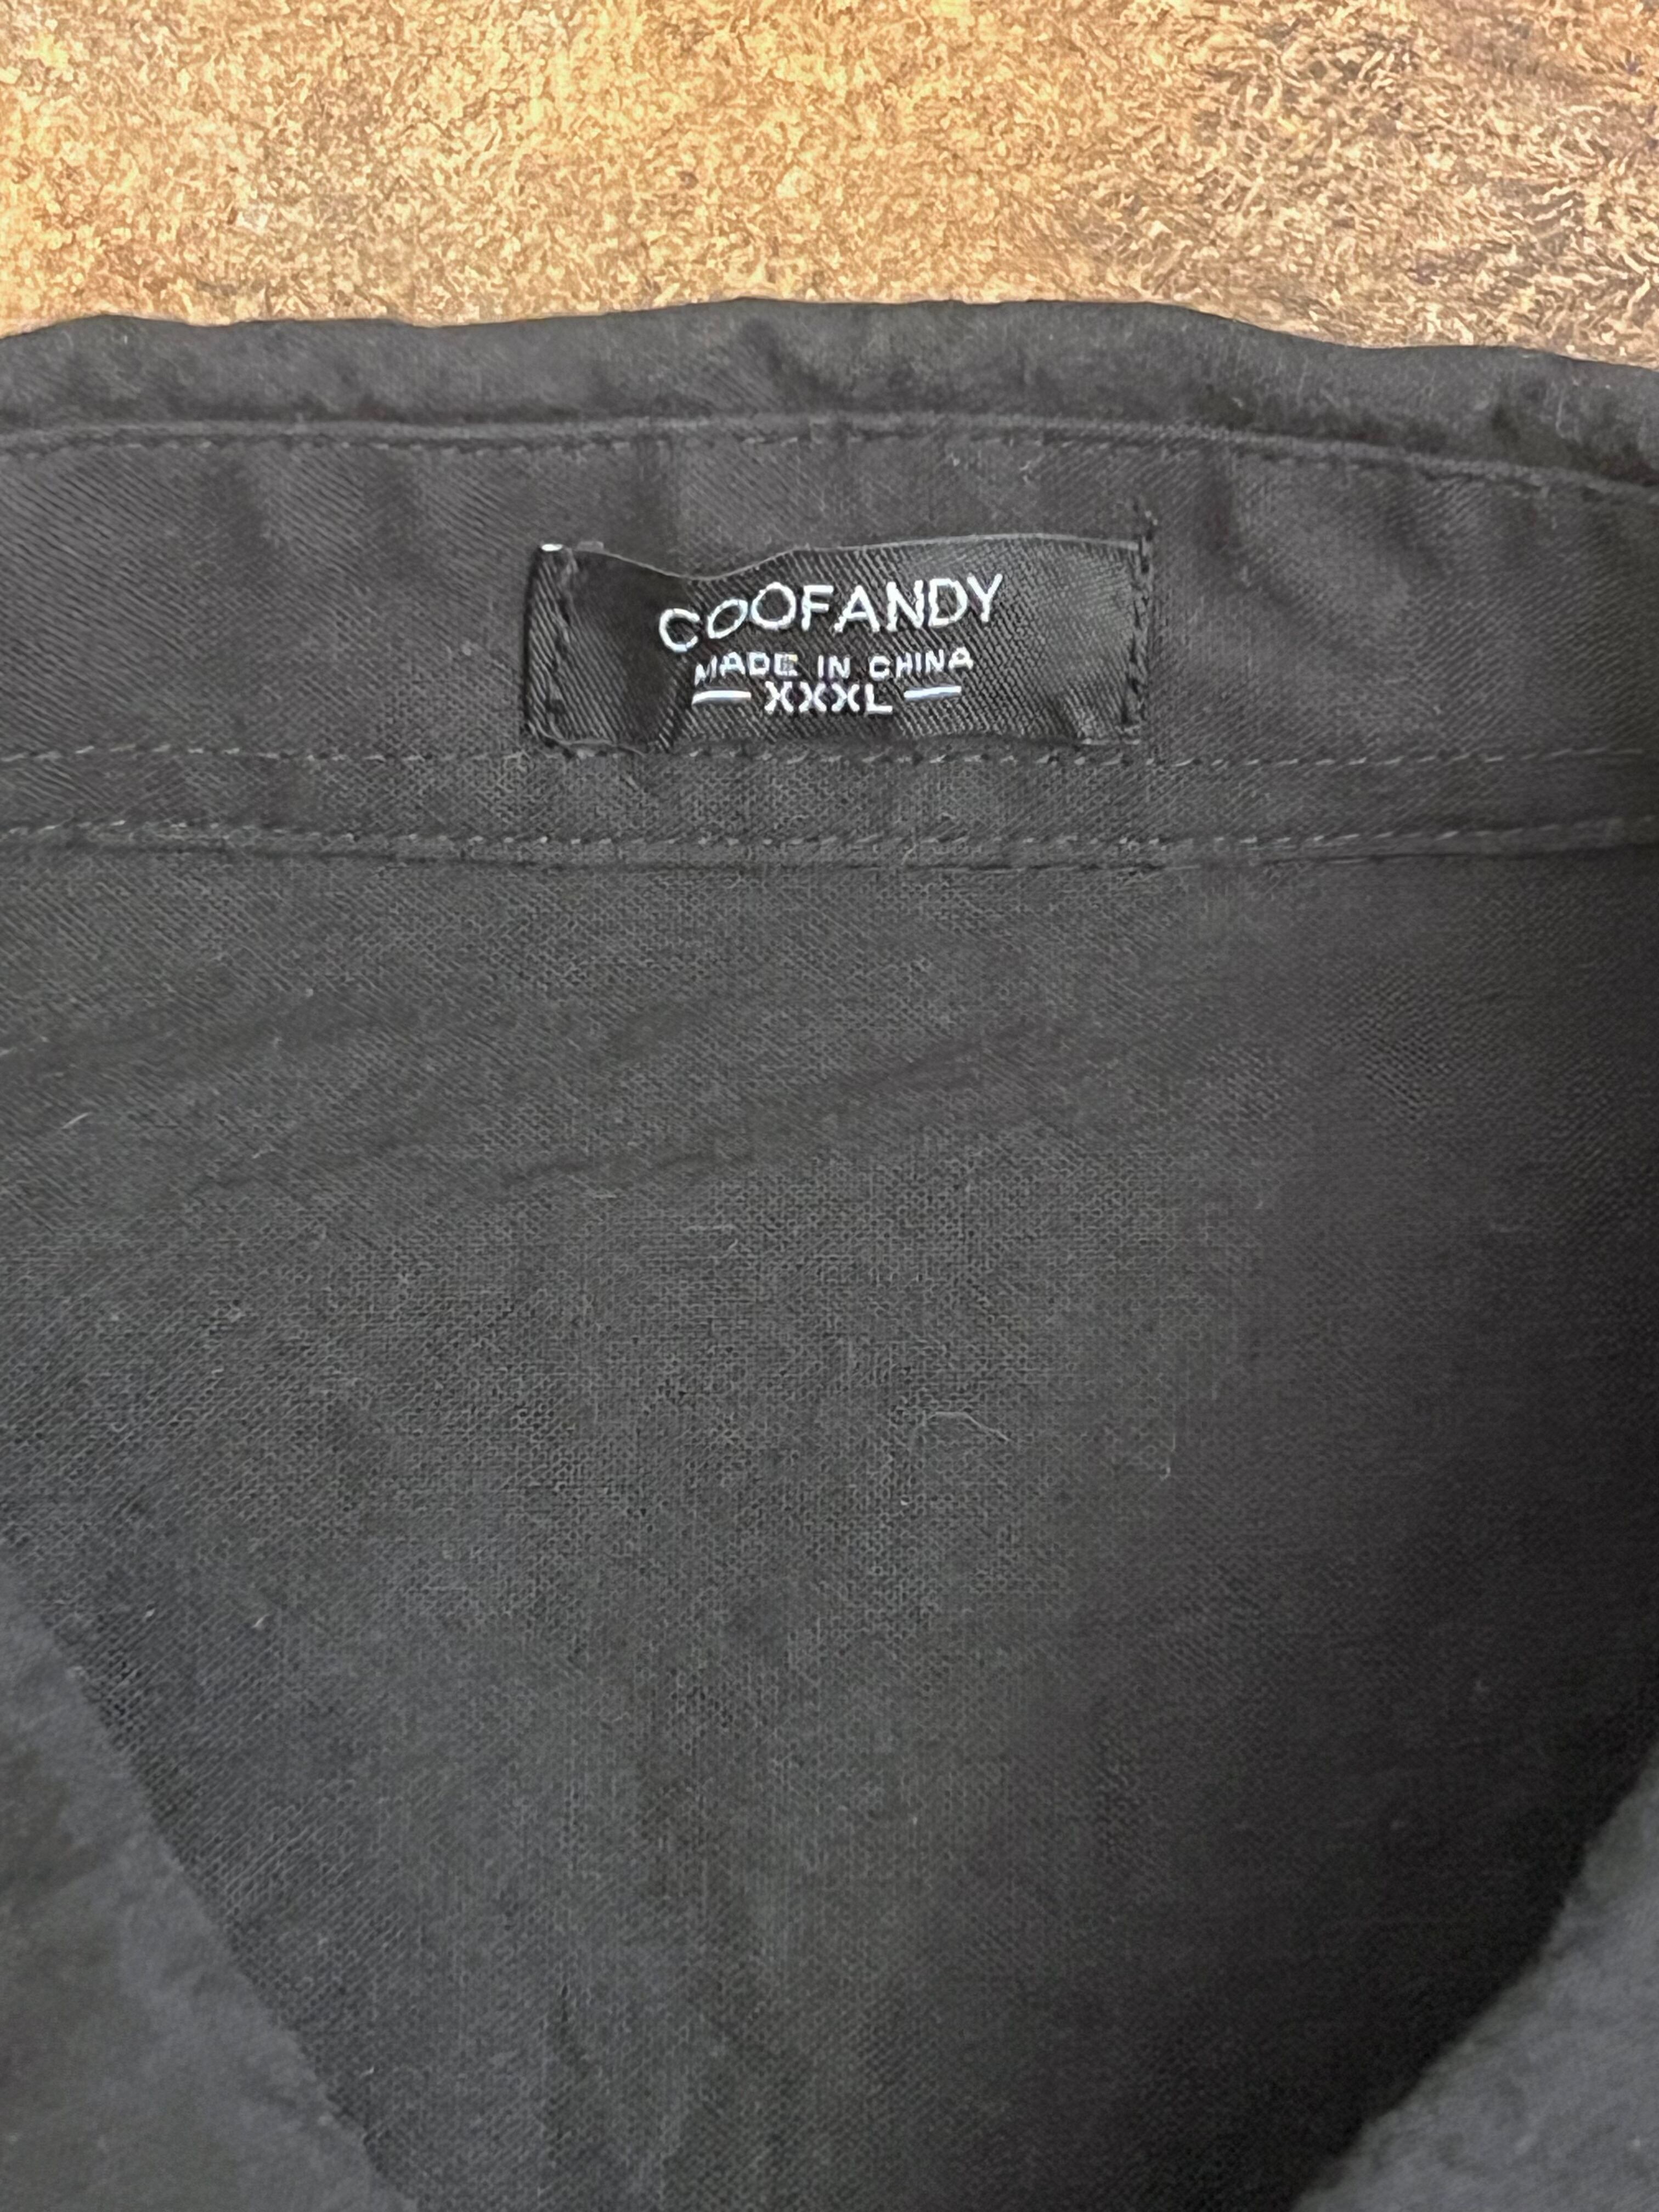 COOFANDY
MADE IN CHINA
— XXXL —